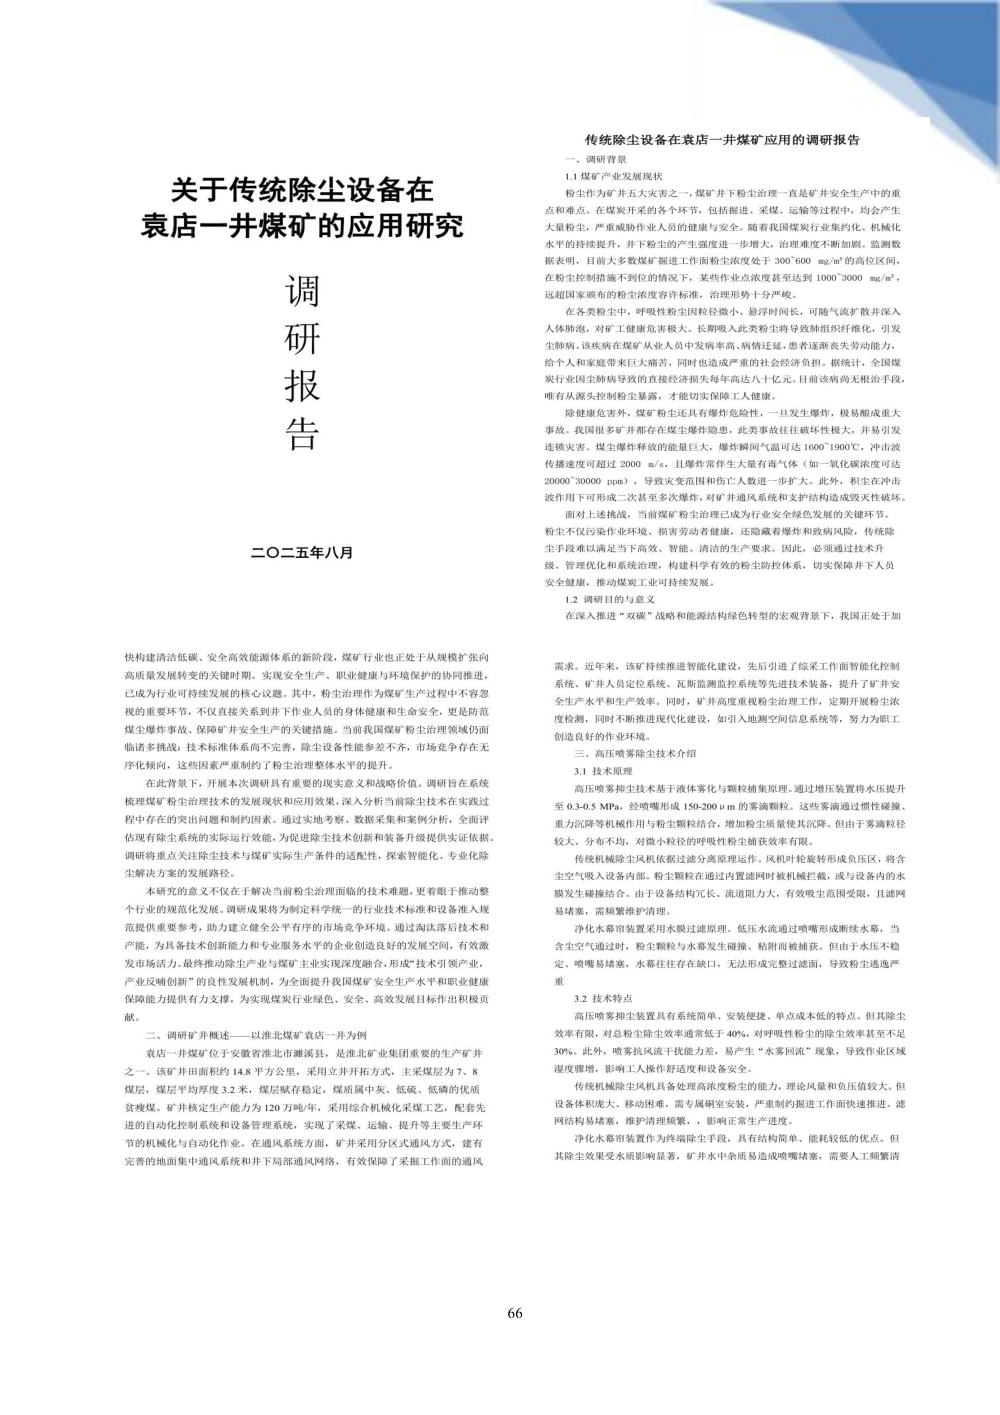 关于传统除尘设备在
袁店一井煤矿的应用研究
调
研
报
告
二〇二五年八月
传统除尘设备在袁店一井煤矿应用的调研报告
一、调研背景
1.1 煤矿产业发展现状
粉尘作为矿井五大灾害之一，煤矿井下粉尘治理一直是矿井安全生产中的重
点和难点。在煤炭开采的各个环节，包括掘进、采煤、运输等过程中，均会产生
大量粉尘，严重威胁作业人员的健康与安全。随着我国煤炭行业集约化、机械化
水平的持续提升，井下粉尘的产生强度进一步增大，治理难度不断加剧。监测数
据表明，目前大多数煤矿掘进工作面粉尘浓度处于 300~600 mg/m³ 的高位区间，
在粉尘控制措施不到位的情况下，某些作业点浓度甚至达到 1000~3000 mg/m³，
远超国家颁布的粉尘浓度容许标准，治理形势十分严峻。
在各类粉尘中，呼吸性粉尘因粒径微小、悬浮时间长，可随气流扩散并深入
人体肺泡，对矿工健康危害极大。长期吸入此类粉尘将导致肺组织纤维化，引发
尘肺病。该疾病在煤矿从业人员中发病率高、病情迁延，患者逐渐丧失劳动能力，
给个人和家庭带来巨大痛苦，同时也造成严重的社会经济负担。据统计，全国煤
炭行业因尘肺病导致的直接经济损失每年高达八十亿元。目前该病尚无根治手段，
唯有从源头控制粉尘暴露，才能切实保障工人健康。
除健康危害外，煤矿粉尘还具有爆炸危险性，一旦发生爆炸，极易酿成重大
事故。我国很多矿井都存在煤尘爆炸隐患，此类事故往往破坏性极大，并易引发
连锁灾害。煤尘爆炸释放的能量巨大，爆炸瞬间气温可达 1600~1900℃，冲击波
传播速度可超过 2000 m/s，且爆炸常伴生大量有毒气体（如一氧化碳浓度可达
20000~30000 ppm），导致灾变范围和伤亡人数进一步扩大。此外，积尘在冲击
波作用下可形成二次甚至多次爆炸，对矿井通风系统和支护结构造成毁灭性破坏。
面对上述挑战，当前煤矿粉尘治理已成为行业安全绿色发展的关键环节。
粉尘不仅污染作业环境、损害劳动者健康，还隐藏着爆炸和致病风险，传统除
尘手段难以满足当下高效、智能、清洁的生产要求。因此，必须通过技术升
级、管理优化和系统治理，构建科学有效的粉尘防控体系，切实保障井下人员
安全健康，推动煤炭工业可持续发展。
1.2 调研目的与意义
在深入推进“双碳”战略和能源结构绿色转型的宏观背景下，我国正处于加
快构建清洁低碳、安全高效能源体系的新阶段，煤矿行业也正处于从规模扩张向
高质量发展转变的关键时期。实现安全生产、职业健康与环境保护的协同推进，
已成为行业可持续发展的核心议题。其中，粉尘治理作为煤矿生产过程中不容忽
视的重要环节，不仅直接关系到井下作业人员的身体健康和生命安全，更是防范
煤尘爆炸事故、保障矿井安全生产的关键措施。当前我国煤矿粉尘治理领域仍面
临诸多挑战：技术标准体系尚不完善，除尘设备性能参差不齐，市场竞争存在无
序化倾向，这些因素严重制约了粉尘治理整体水平的提升。
在此背景下，开展本次调研具有重要的现实意义和战略价值。调研旨在系统
梳理煤矿粉尘治理技术的发展现状和应用效果，深入分析当前除尘技术在实践过
程中存在的突出问题和制约因素。通过实地考察、数据采集和案例分析，全面评
估现有除尘系统的实际运行效能，为促进除尘技术创新和装备升级提供实证依据。
调研将重点关注除尘技术与煤矿实际生产条件的适配性，探索智能化、专业化除
尘解决方案的发展路径。
本研究的意义不仅在于解决当前粉尘治理面临的技术难题，更着眼于推动整
个行业的规范化发展。调研成果将为制定科学统一的行业技术标准和设备准入规
范提供重要参考，助力建立健全公平有序的市场竞争环境。通过淘汰落后技术和
产能，为具备技术创新能力和专业服务水平的企业创造良好的发展空间，有效激
发市场活力。最终推动除尘产业与煤矿主业实现深度融合，形成“技术引领产业，
产业反哺创新”的良性发展机制，为全面提升我国煤矿安全生产水平和职业健康
保障能力提供有力支撑，为实现煤炭行业绿色、安全、高效发展目标作出积极贡
献。
二、调研矿井概述——以淮北煤矿袁店一井为例
袁店一井煤矿位于安徽省淮北市濉溪县，是淮北矿业集团重要的生产矿井
之一。该矿井田面积约 14.8 平方公里，采用立井开拓方式，主采煤层为 7、8
煤层，煤层平均厚度 3.2 米，煤层赋存稳定，煤质属中灰、低硫、低磷的优质
贫瘦煤。矿井核定生产能力为 120 万吨/年，采用综合机械化采煤工艺，配套先
进的自动化控制系统和设备管理系统，实现了采煤、运输、提升等主要生产环节
的机械化与自动化作业。在通风系统方面，矿井采用分区式通风方式，建有
完善的地面集中通风系统和井下局部通风网络，有效保障了采掘工作面的通风
需求。近年来，该矿持续推进智能化建设，先后引进了综采工作面智能化控制
系统、矿井人员定位系统、瓦斯监测监控系统等先进技术装备，提升了矿井安
全生产水平和生产效率。同时，矿井高度重视粉尘治理工作，定期开展粉尘浓
度检测，同时不断推进现代化建设，如引入地测空间信息系统等，努力为职工
创造良好的作业环境。
三、高压喷雾除尘技术介绍
3.1 技术原理
高压喷雾抑尘技术基于液体雾化与颗粒捕集原理。通过增压装置将水压提升
至 0.3-0.5 MPa，经喷嘴形成 150-200μm 的雾滴颗粒。这些雾滴通过惯性碰撞、
重力沉降等机械作用与粉尘颗粒结合，增加粉尘质量使其沉降。但由于雾滴粒径
较大、分布不均，对微小粒径的呼吸性粉尘捕获效率有限。
传统机械除尘风机依据过滤分离原理运作。风机叶轮旋转形成负压区，将含
尘空气吸入设备内部。粉尘颗粒在通过内置滤网时被机械拦截，或与设备内的水
膜发生碰撞结合。由于设备结构冗长、流道阻力大，有效吸尘范围受限，且滤网
易堵塞，需频繁维护清理。
净化水幕帘装置采用水膜过滤原理。低压水流通过喷嘴形成断续水幕，当
含尘空气通过时，粉尘颗粒与水幕发生碰撞、粘附而被捕获。但由于水压不稳
定、喷嘴易堵塞，水幕往往存在缺口，无法形成完整过滤面，导致粉尘逃逸严
重
3.2 技术特点
高压喷雾抑尘装置具有系统简单、安装便捷、单点成本低的特点。但其除尘
效率有限，对总粉尘除尘效率通常低于 40%，对呼吸性粉尘的除尘效率甚至不足
30%。此外，喷雾抗风流干扰能力差，易产生“水雾回流”现象，导致作业区域
湿度骤增，影响工人操作舒适度和设备安全。
传统机械除尘风机具备处理高浓度粉尘的能力，理论风量和负压值较大。但
设备体积庞大、移动困难，需专属硐室安装，严重制约掘进工作面快速推进。滤
网结构易堵塞，维护清理频繁，，影响正常生产进度。
净化水幕帘装置作为终端除尘手段，具有结构简单、能耗较低的优点。但
其除尘效果受水质影响显著，矿井水中杂质易造成喷嘴堵塞，需要人工频繁清
66